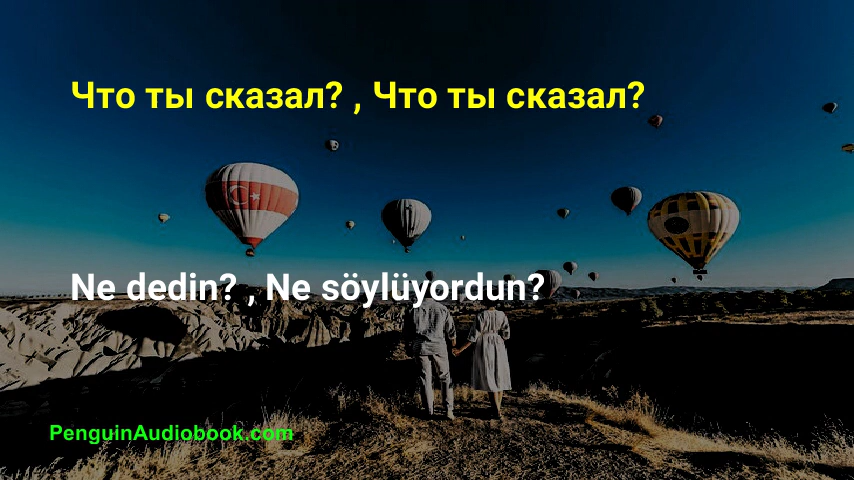 Что ты сказал? , Что ты сказал?
Ne dedin? , Ne söylüyordun?
PenguinAudiobook.com